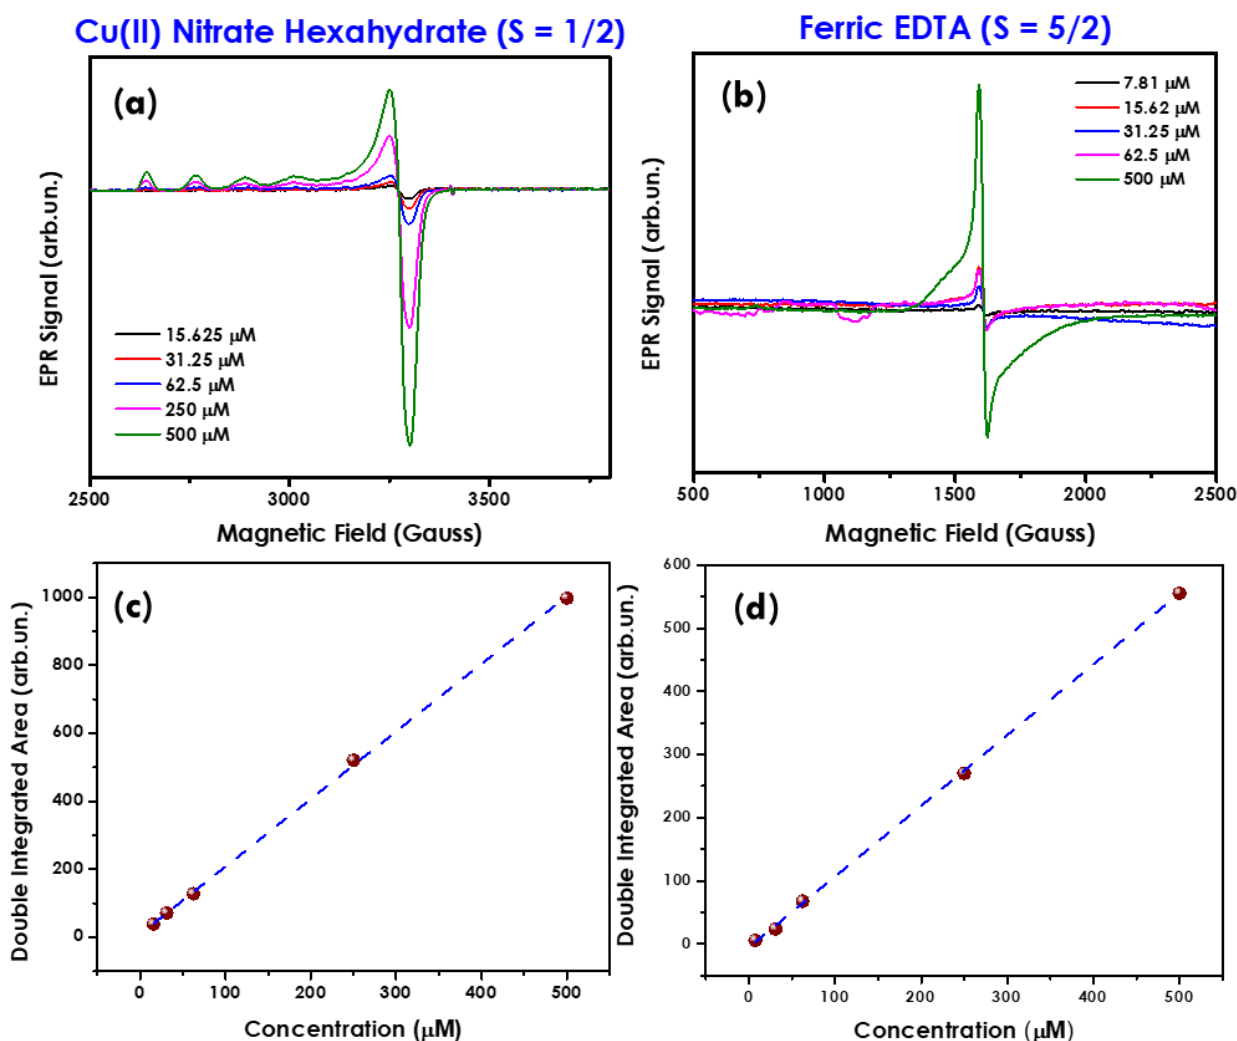 Cu(II) Nitrate Hexahydrate (S = 1/2)
Ferric EDTA (S = 5/2)
(a)
EPR Signal (arb.un.)
15.625 μM
31.25 μM
62.5 μM
250 μM
500 μM
2500
3000
3500
Magnetic Field (Gauss)
(b)
EPR Signal (arb.un.)
7.81 μM
15.62 μM
31.25 μM
62.5 μM
500 μM
500
1000
1500
2000
2500
Magnetic Field (Gauss)
(c)
Double Integrated Area (arb.un.)
1000
800
600
400
200
0
0
100
200
300
400
500
Concentration (μM)
(d)
Double Integrated Area (arb.un.)
600
550
500
450
400
300
200
100
0
0
100
200
300
400
500
Concentration (μM)